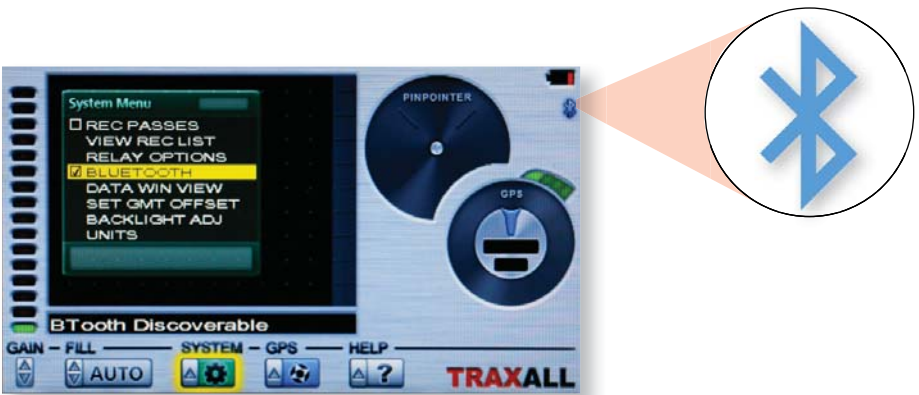 System Menu
REC PASSES
VIEW REC LIST
RELAY OPTIONS
BLUETOOTH
DATA WIN VIEW
SET GMT OFFSET
BACKLIGHT ADJ
UNITS
PINPOINTER
GPS
BTooth Discoverable
GAIN FILL SYSTEM GPS HELP
AUTO ?
TRAXALL